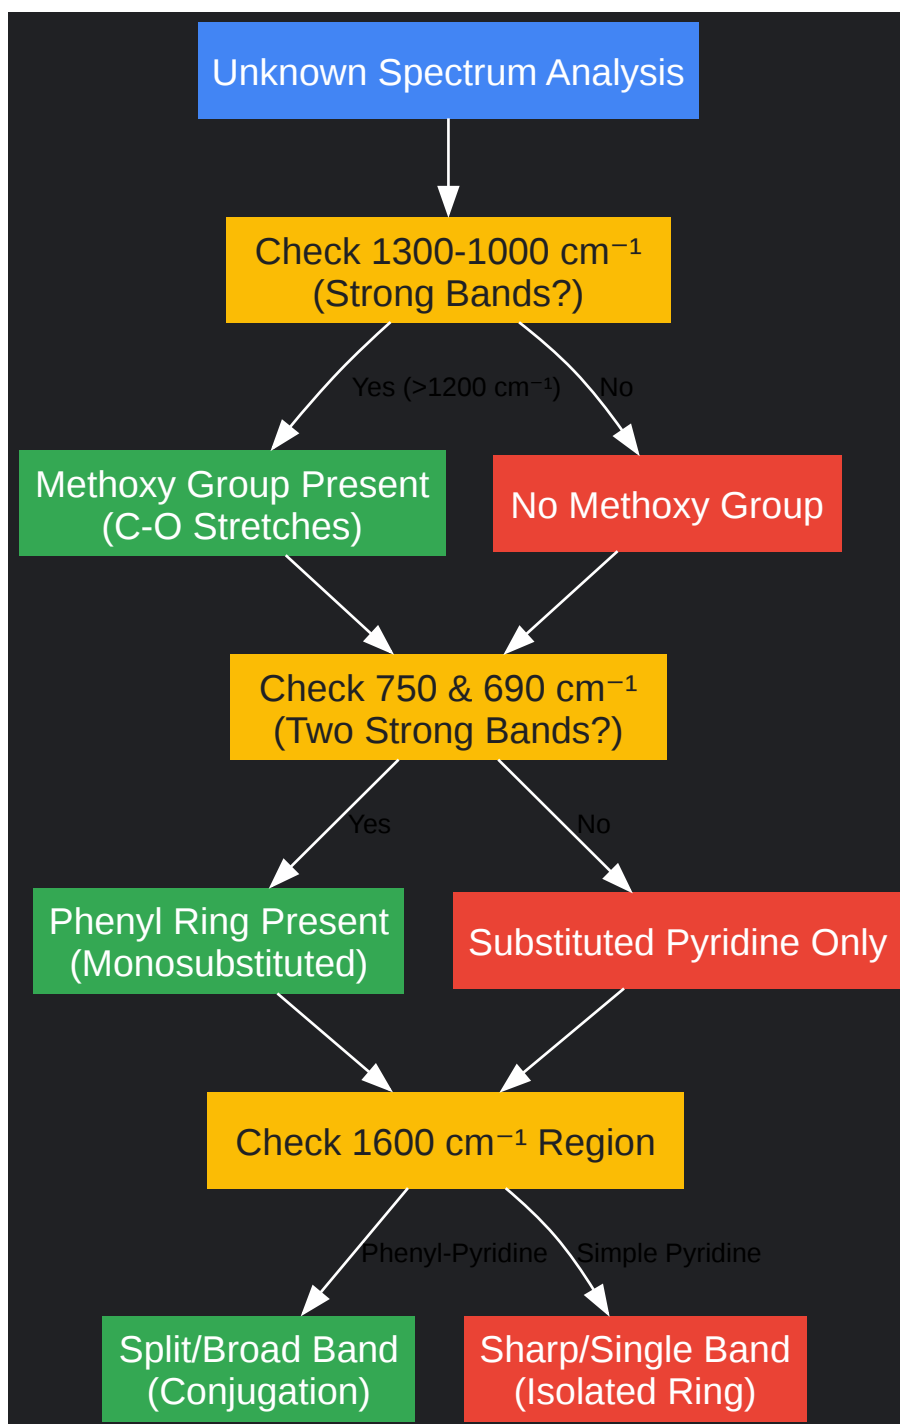 Unknown Spectrum Analysis
Check 1300-1000 cm⁻¹
(Strong Bands?)
Yes (>1200 cm⁻¹)
No
Methoxy Group Present
(C-O Stretches)
No Methoxy Group
Check 750 & 690 cm⁻¹
(Two Strong Bands?)
Yes
No
Phenyl Ring Present
(Monosubstituted)
Substituted Pyridine Only
Check 1600 cm⁻¹ Region
Phenyl-Pyridine
Simple Pyridine
Split/Broad Band
(Conjugation)
Sharp/Single Band
(Isolated Ring)